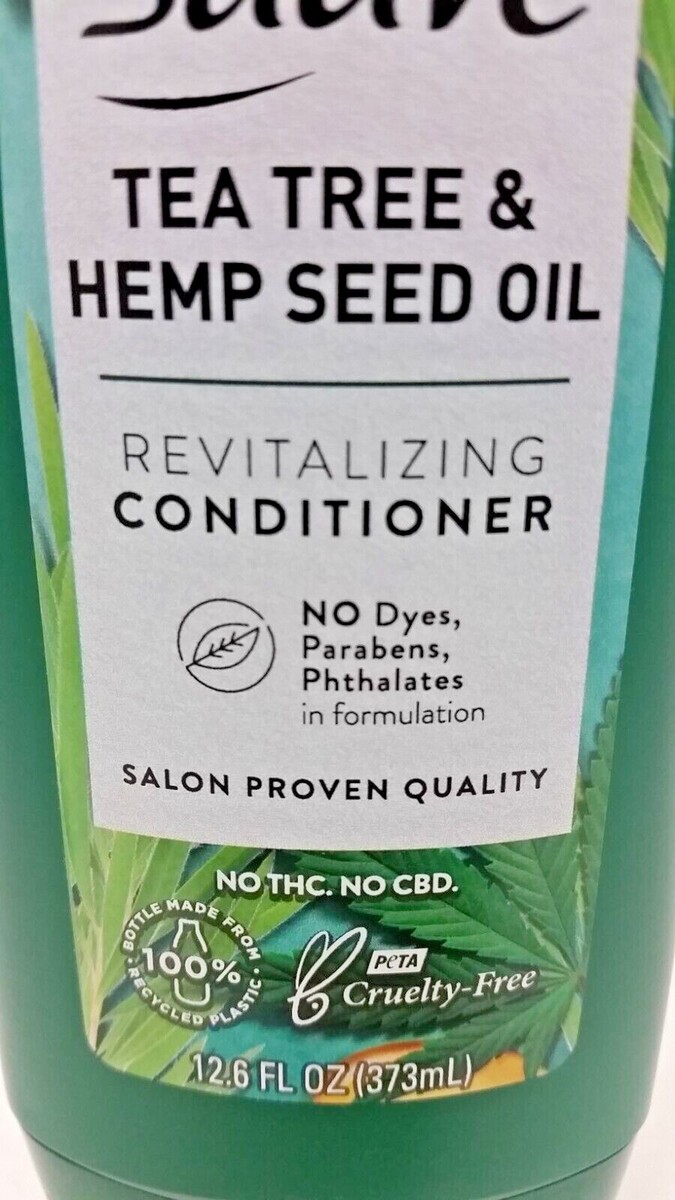 Suave
TEA TREE &
HEMP SEED OIL
REVITALIZING
CONDITIONER
NO Dyes,
Parabens,
Phthalates
in formulation
SALON PROVEN QUALITY
NO THC. NO CBD.
BOTTLE MADE FROM
100%
RECYCLED PLASTIC
PeTA
Cruelty-Free
12.6 FL OZ (373mL)